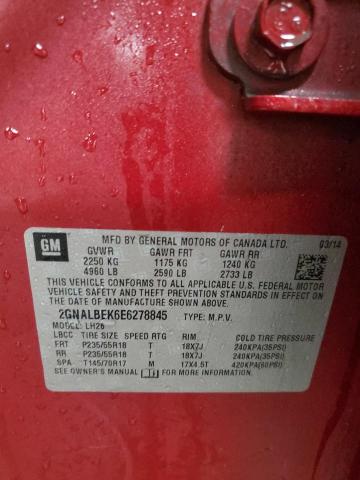 GM
MFD BY GENERAL MOTORS OF CANADA LTD. 03/14
GVWR GAWR FRT GAWR RR
2250 KG 1175 KG 1240 KG
4960 LB 2590 LB 2733 LB
THIS VEHICLE CONFORMS TO ALL APPLICABLE U.S. FEDERAL MOTOR
VEHICLE SAFETY AND THEFT PREVENTION STANDARDS IN EFFECT ON
THE DATE OF MANUFACTURE SHOWN ABOVE.
2GNALBEK6E6278845 TYPE: M.P.V.
MODEL: LH26
LBCC TIRE SIZE SPEED RTG RIM COLD TIRE PRESSURE
FRT P235/55R18 T 18X7J 240KPA(35PSI)
RR P235/55R18 T 18X7J 240KPA(35PSI)
SPA T145/70R17 M 17X4.5T 420KPA(60PSI)
SEE OWNER'S MANUAL FOR ADDITIONAL INFORMATION.